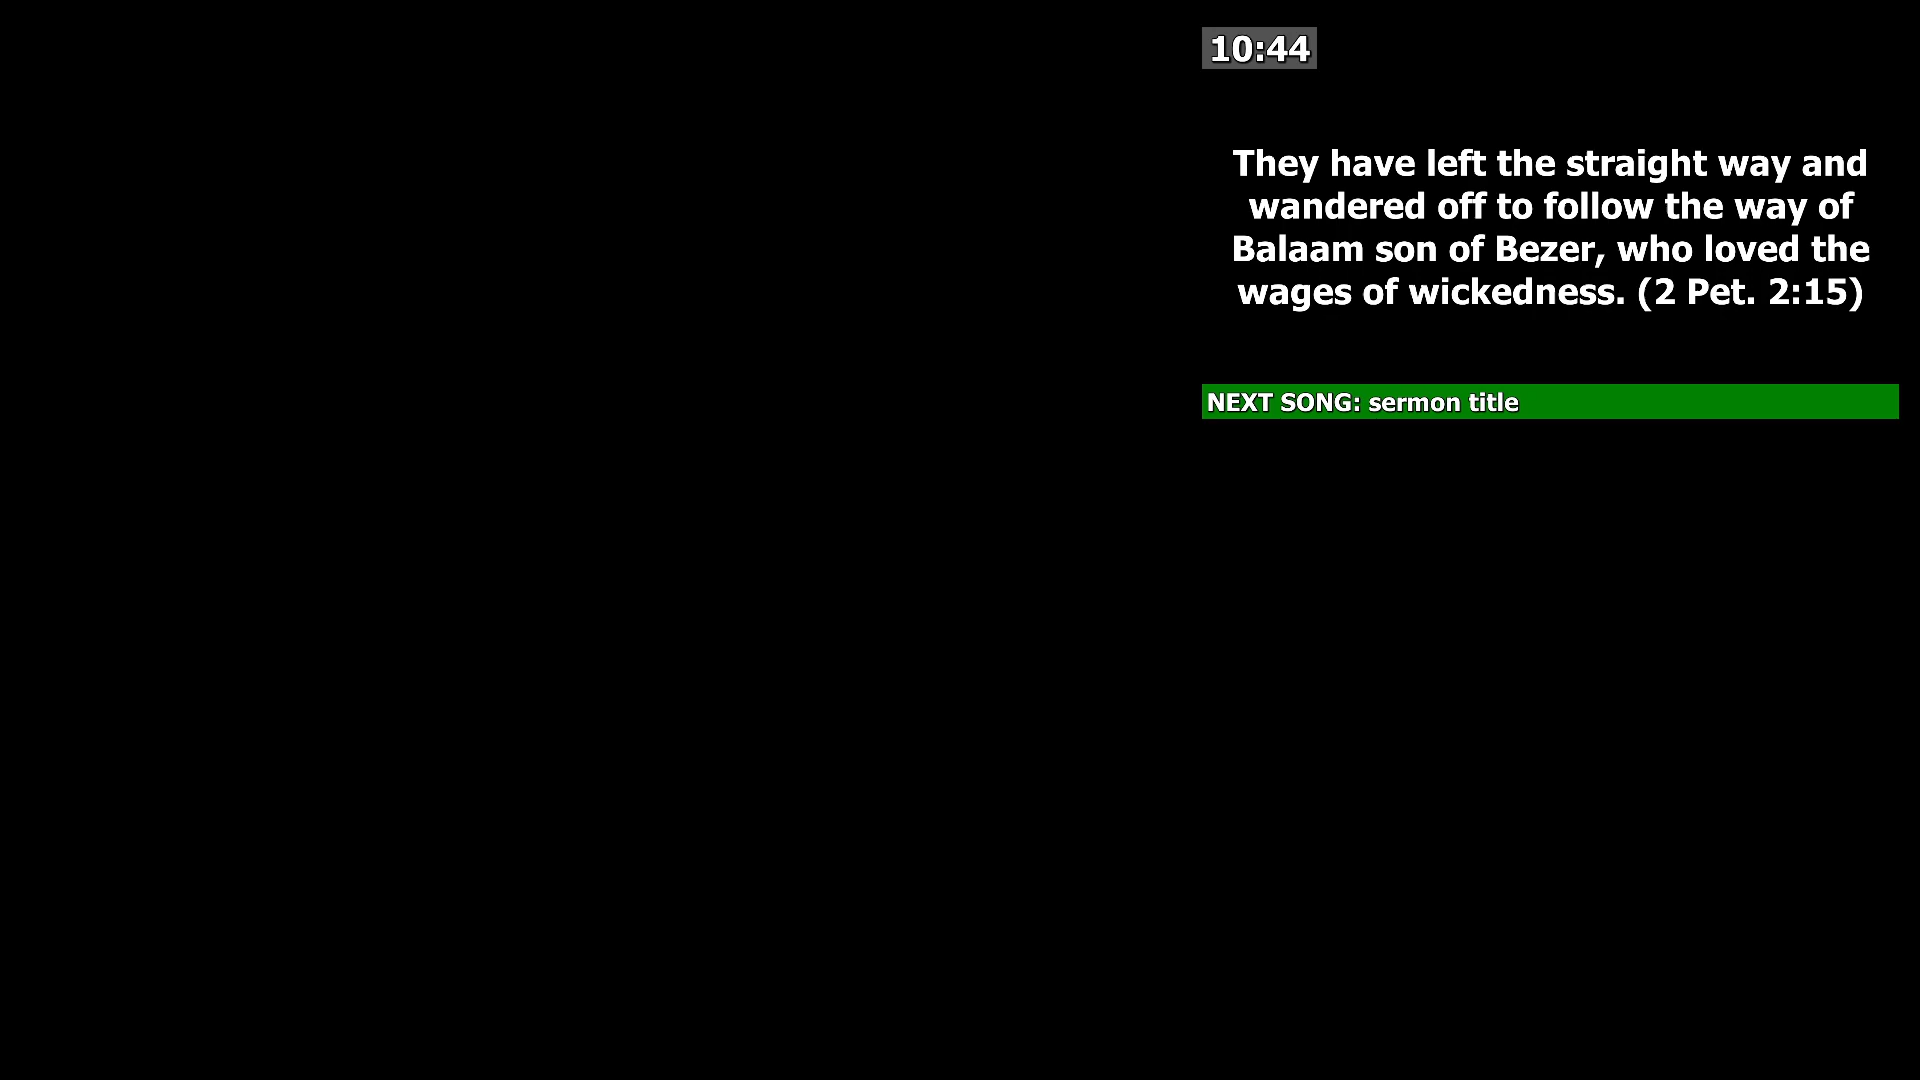 10:44
They have left the straight way and
wandered off to follow the way of
Balaam son of Bezer, who loved the
wages of wickedness. (2 Pet. 2:15)
NEXT SONG: sermon title